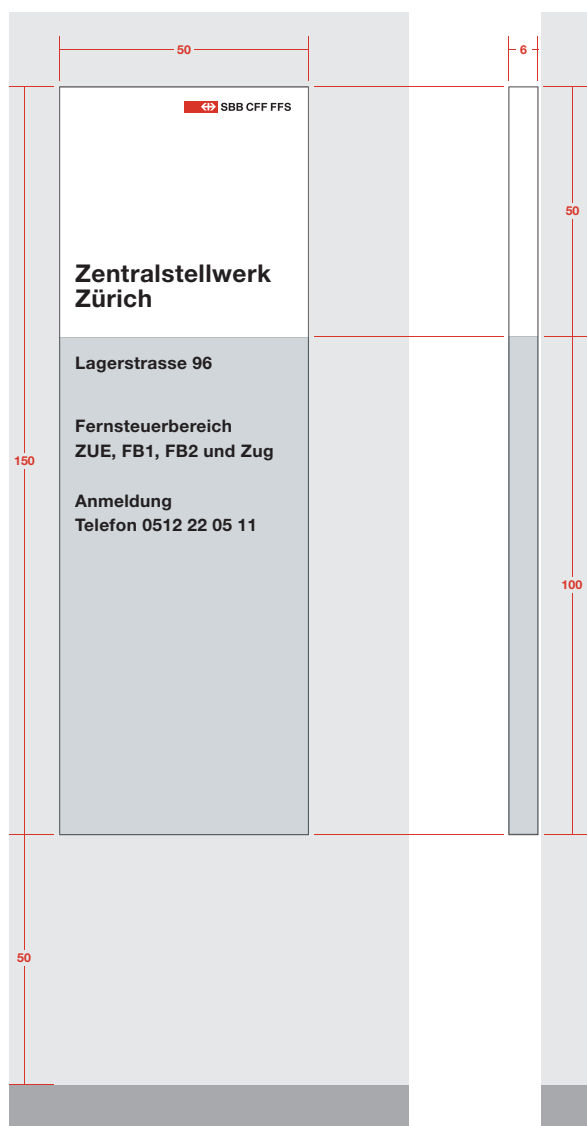 50
6
SBB CFF FFS
50
Zentralstellwerk
Zürich
Lagerstrasse 96
Fernsteuerbereich
ZUE, FB1, FB2 und Zug
150
Anmeldung
Telefon 0512 22 05 11
100
50